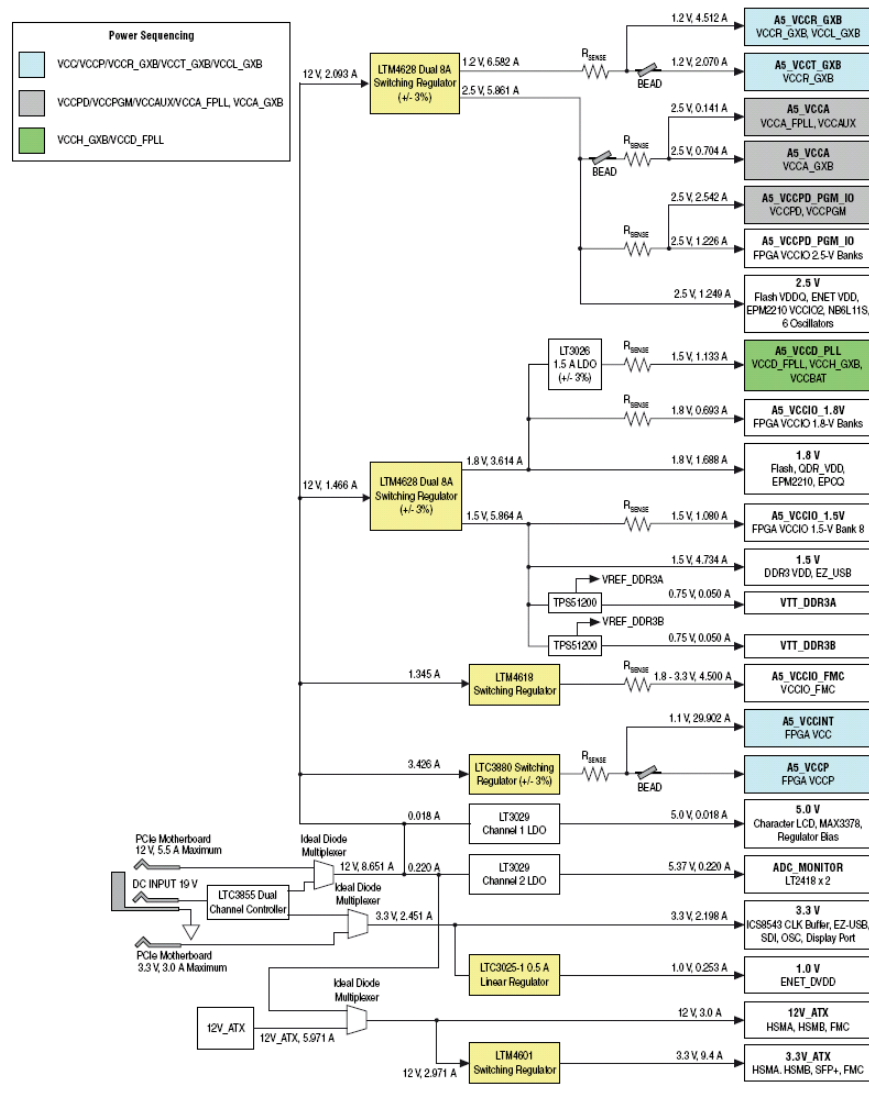 Power Sequencing
VCC/VCCP/VCCR_GXB/VCCT_GXB/VCCL_GXB
VCCPD/VCCPGM/VCCAUX/VCCA_FPLL, VCCA_GXB
VCCH_GXB/VCCD_FPLL
12 V, 2.093 A
LTM4628 Dual 8A
Switching Regulator
(+/- 3%)
1.2 V, 6.582 A
2.5 V, 5.861 A
RSENSE
1.2 V, 4.512 A
A5_VCCR_GXB
VCCR_GXB, VCCL_GXB
BEAD
1.2 V, 2.070 A
A5_VCCT_GXB
VCCR_GXB
2.5 V, 0.141 A
A5_VCCA
VCCA_FPLL, VCCAUX
BEAD
RSENSE
2.5 V, 0.704 A
A5_VCCA
VCCA_GXB
2.5 V, 2.542 A
A5_VCCPD_PGM_IO
VCCPD, VCCPGM
RSENSE
2.5 V, 1.226 A
A5_VCCPD_PGM_IO
FPGA VCCIO 2.5-V Banks
2.5 V, 1.249 A
2.5 V
Flash VDDQ, ENET VDD,
EPM2210 VCCIO2, NB6L11S,
6 Oscillators
LT3026
1.5 A LDO
(+/- 3%)
RSENSE
1.5 V, 1.133 A
A5_VCCD_PLL
VCCD_FPLL, VCCH_GXB,
VCCBAT
RSENSE
1.8 V, 0.693 A
A5_VCCIO_1.8V
FPGA VCCIO 1.8-V Banks
12 V, 1.466 A
LTM4628 Dual 8A
Switching Regulator
(+/- 3%)
1.8 V, 3.614 A
1.5 V, 5.864 A
1.8 V, 1.688 A
1.8 V
Flash, QDR_VDD,
EPM2210, EPCQ
RSENSE
1.5 V, 1.080 A
A5_VCCIO_1.5V
FPGA VCCIO 1.5-V Bank 8
1.5 V, 4.734 A
1.5 V
DDR3 VDD, EZ_USB
VREF_DDR3A
TPS51200
0.75 V, 0.050 A
VTT_DDR3A
VREF_DDR3B
TPS51200
0.75 V, 0.050 A
VTT_DDR3B
1.345 A
LTM4618
Switching Regulator
RSENSE
1.8 - 3.3 V, 4.500 A
A5_VCCIO_FMC
VCCIO_FMC
1.1 V, 29.902 A
A5_VCCINT
FPGA VCC
3.426 A
LTC3880 Switching
Regulator (+/- 3%)
RSENSE
BEAD
A5_VCCP
FPGA VCCP
0.018 A
LT3029
Channel 1 LDO
5.0 V, 0.018 A
5.0 V
Character LCD, MAX3378,
Regulator Bias
PCIe Motherboard
12 V, 5.5 A Maximum
Ideal Diode
Multiplexer
12 V, 8.651 A
0.220 A
LT3029
Channel 2 LDO
5.37 V, 0.220 A
ADC_MONITOR
LT2418 x 2
DC INPUT 19 V
LTC3855 Dual
Channel Controller
Ideal Diode
Multiplexer
3.3 V, 2.451 A
3.3 V, 2.198 A
3.3 V
ICS8543 CLK Buffer, EZ-USB,
SDI, OSC, Display Port
PCIe Motherboard
3.3 V, 3.0 A Maximum
LTC3025-1 0.5 A
Linear Regulator
1.0 V, 0.253 A
1.0 V
ENET_DVDD
Ideal Diode
Multiplexer
12V_ATX
12V_ATX, 5.971 A
12 V, 3.0 A
12V_ATX
HSMA, HSMB, FMC
12 V, 2.971 A
LTM4601
Switching Regulator
3.3 V, 9.4 A
3.3V_ATX
HSMA. HSMB, SFP+, FMC